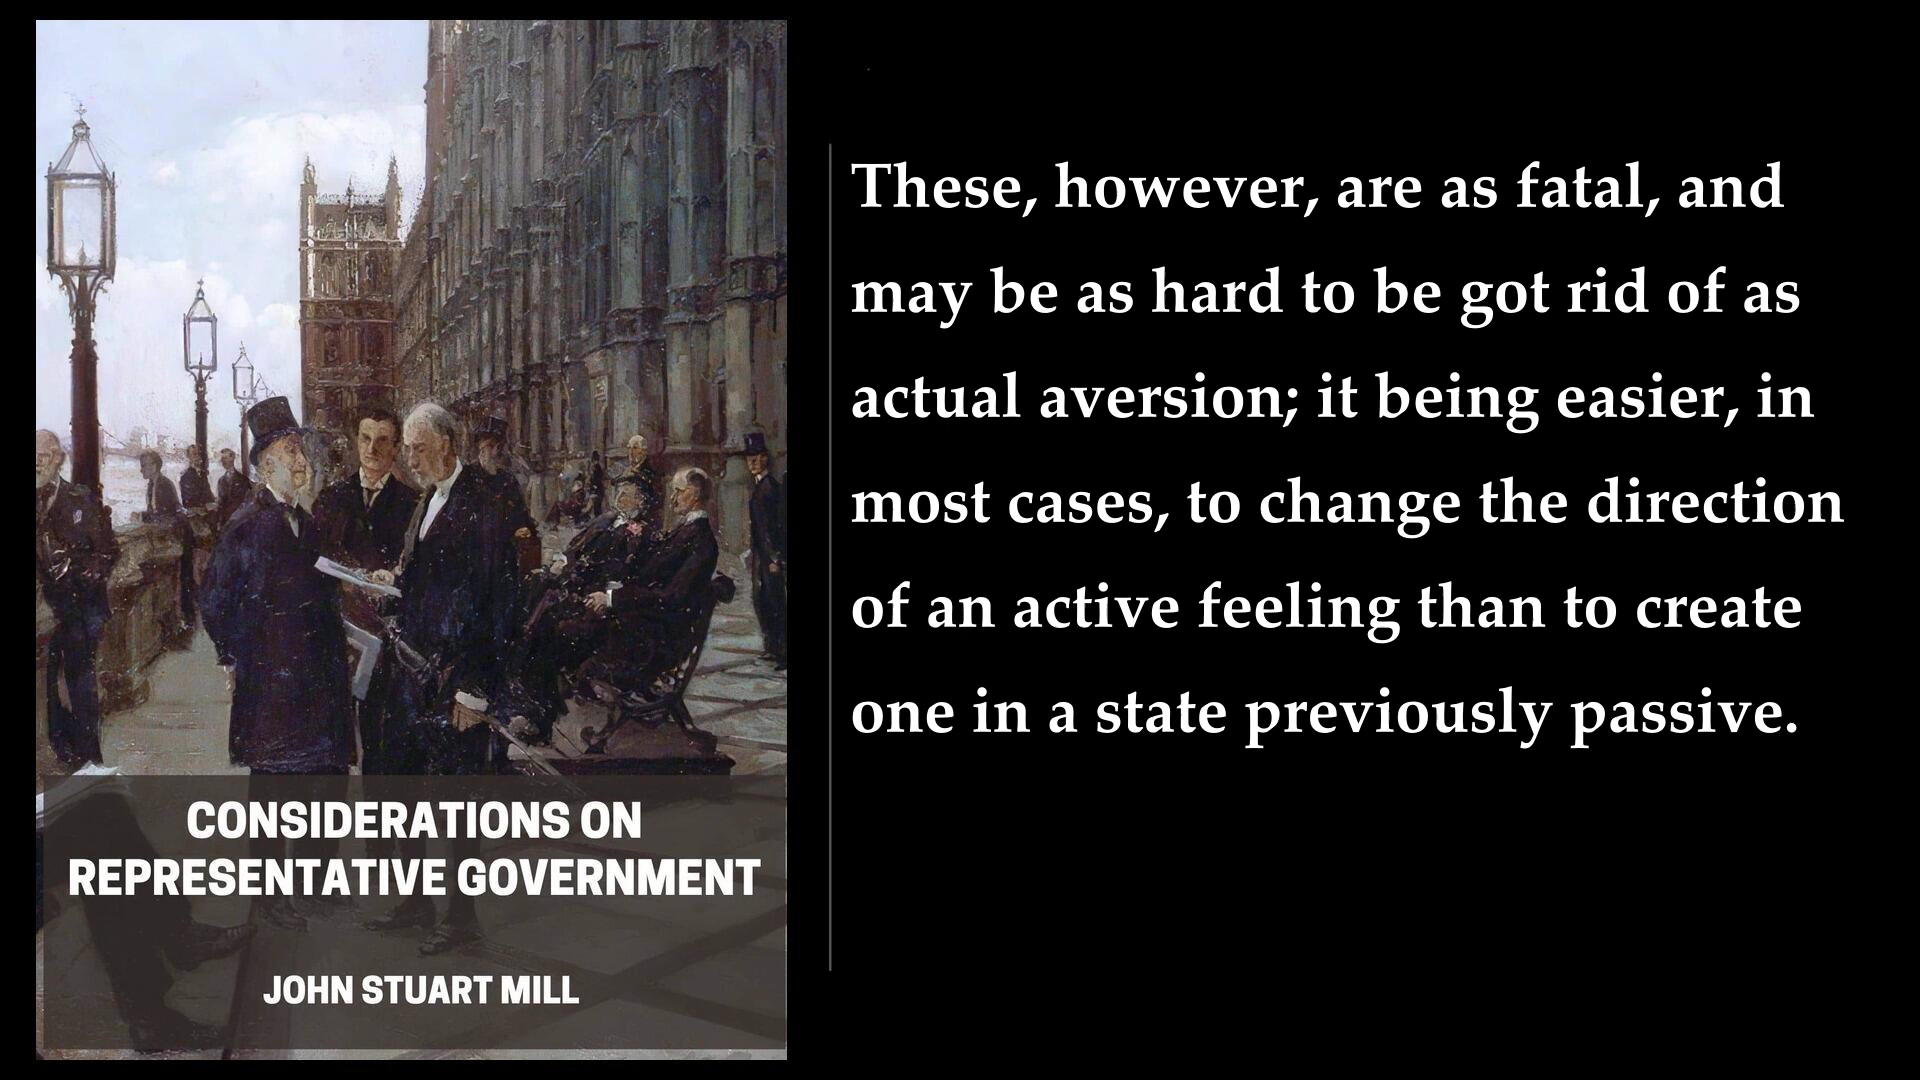 CONSIDERATIONS ON
REPRESENTATIVE GOVERNMENT
JOHN STUART MILL
These, however, are as fatal, and
may be as hard to be got rid of as
actual aversion; it being easier, in
most cases, to change the direction
of an active feeling than to create
one in a state previously passive.